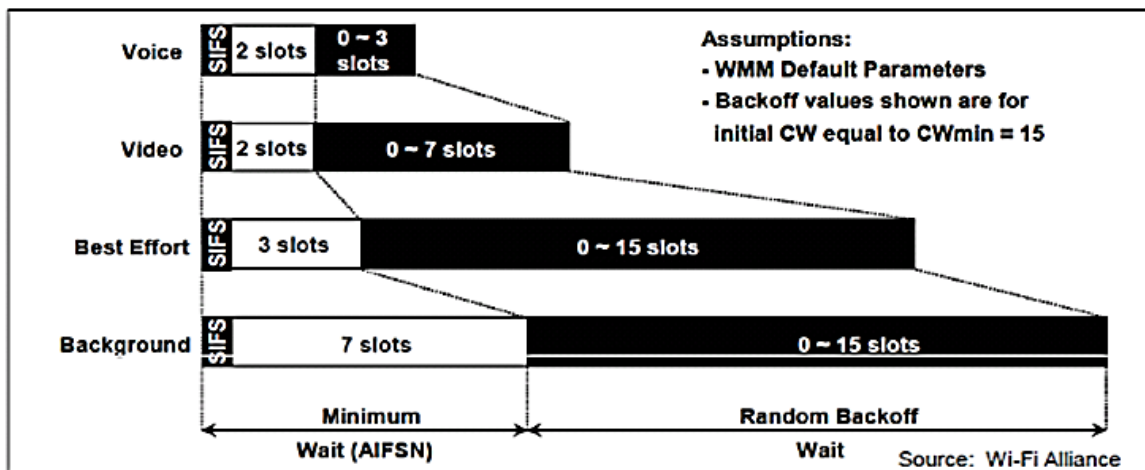 Voice
SIFS
2 slots
0 ~ 3
slots
Assumptions:
- WMM Default Parameters
- Backoff values shown are for
initial CW equal to CWmin = 15
Video
SIFS
2 slots
0 ~ 7 slots
Best Effort
SIFS
3 slots
0 ~ 15 slots
Background
SIFS
7 slots
0 ~ 15 slots
Minimum
Wait (AIFSN)
Random Backoff
Wait
Source: Wi-Fi Alliance